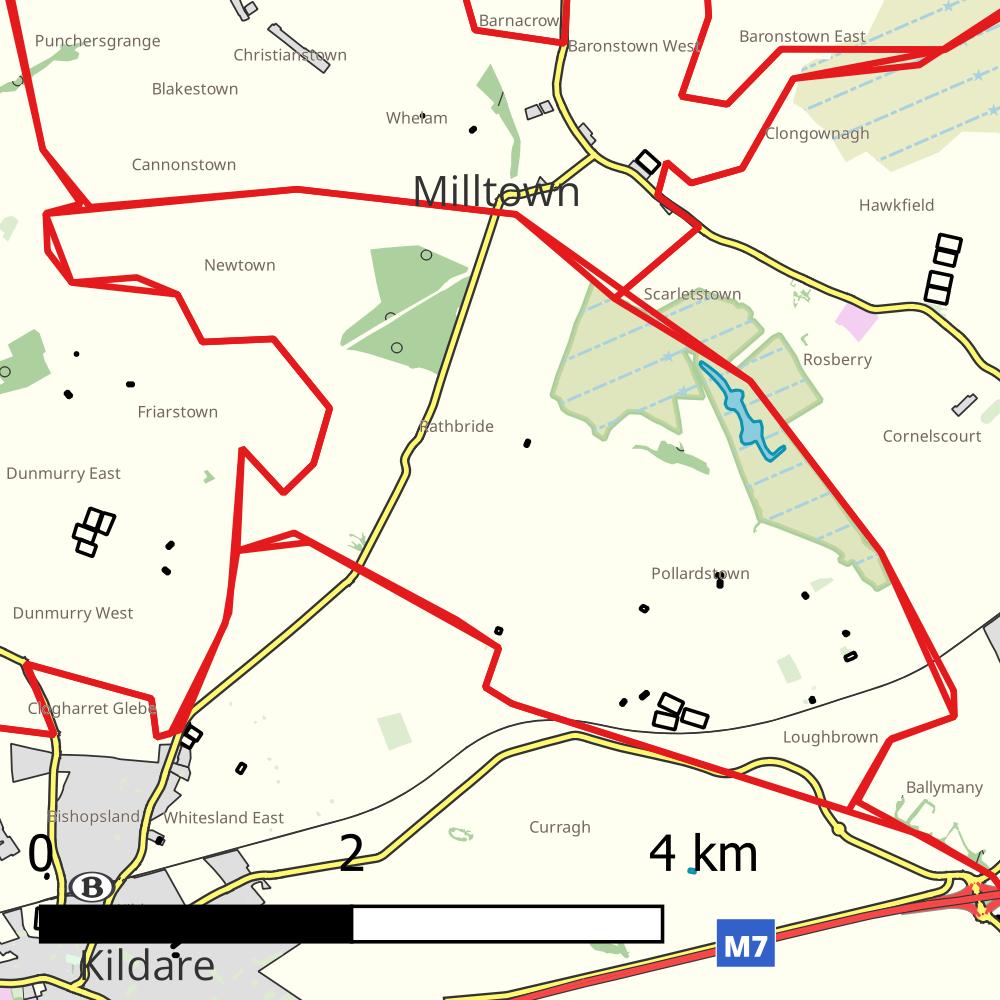 Barnacrow
Punchersgrange
Christianstown
Baronstown West
Baronstown East
Blakestown
Whelam
Clongownagh
Cannonstown
Milltown
Hawkfield
Newtown
Scarletstown
Rosberry
Friarstown
Rathbride
Cornelscourt
Dunmurry East
Pollardstown
Dunmurry West
Clogharret Glebe
Loughbrown
Ballymany
Bishopsland
Whitesland East
Curragh
0 2 4 km
B
M7
Kildare